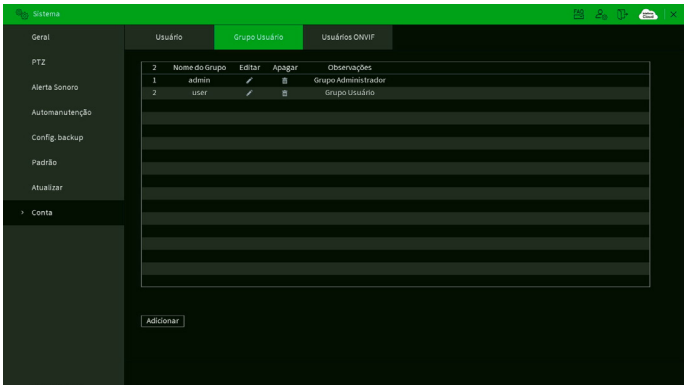 Sistema
Geral
PTZ
Alerta Sonoro
Automanutenção
Config. backup
Padrão
Atualizar
Conta
Usuário Grupo Usuário Usuários ONVIF
2 Nome do Grupo Editar Apagar Observações
1 admin Grupo Administrador
2 user Grupo Usuário
Adicionar